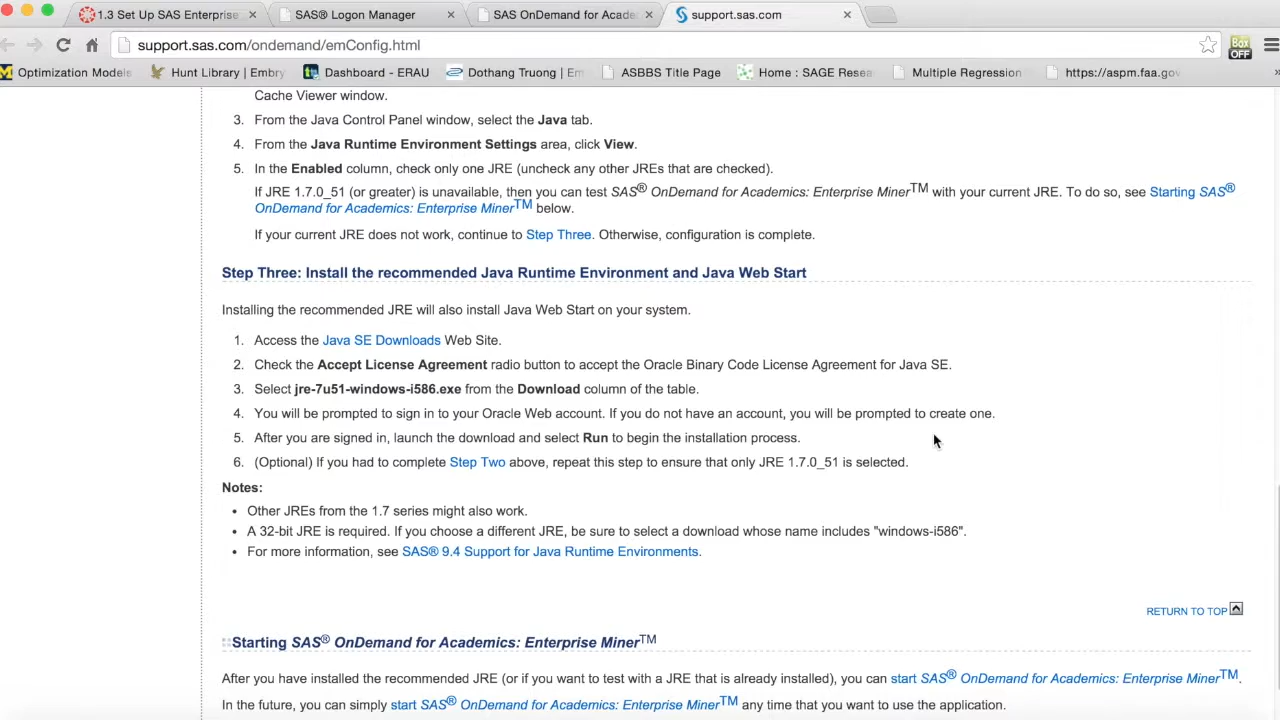 1.3 Set Up SAS Enterprise
SAS® Logon Manager
SAS OnDemand for Acade
support.sas.com
support.sas.com/ondemand/emConfig.html
Box OFF
Optimization Models
Hunt Library | Embry
Dashboard - ERAU
Dothang Truong | Em
ASBBS Title Page
Home : SAGE Resea
Multiple Regression
https://aspm.faa.gov
Cache Viewer window.
3. From the Java Control Panel window, select the Java tab.
4. From the Java Runtime Environment Settings area, click View.
5. In the Enabled column, check only one JRE (uncheck any other JREs that are checked).
If JRE 1.7.0_51 (or greater) is unavailable, then you can test SAS® OnDemand for Academics: Enterprise Miner™ with your current JRE. To do so, see Starting SAS®
OnDemand for Academics: Enterprise Miner™ below.
If your current JRE does not work, continue to Step Three. Otherwise, configuration is complete.
Step Three: Install the recommended Java Runtime Environment and Java Web Start
Installing the recommended JRE will also install Java Web Start on your system.
1. Access the Java SE Downloads Web Site.
2. Check the Accept License Agreement radio button to accept the Oracle Binary Code License Agreement for Java SE.
3. Select jre-7u51-windows-i586.exe from the Download column of the table.
4. You will be prompted to sign in to your Oracle Web account. If you do not have an account, you will be prompted to create one.
5. After you are signed in, launch the download and select Run to begin the installation process.
6. (Optional) If you had to complete Step Two above, repeat this step to ensure that only JRE 1.7.0_51 is selected.
Notes:
• Other JREs from the 1.7 series might also work.
• A 32-bit JRE is required. If you choose a different JRE, be sure to select a download whose name includes "windows-i586".
• For more information, see SAS® 9.4 Support for Java Runtime Environments.
RETURN TO TOP
Starting SAS® OnDemand for Academics: Enterprise Miner™
After you have installed the recommended JRE (or if you want to test with a JRE that is already installed), you can start SAS® OnDemand for Academics: Enterprise Miner™.
In the future, you can simply start SAS® OnDemand for Academics: Enterprise Miner™ any time that you want to use the application.